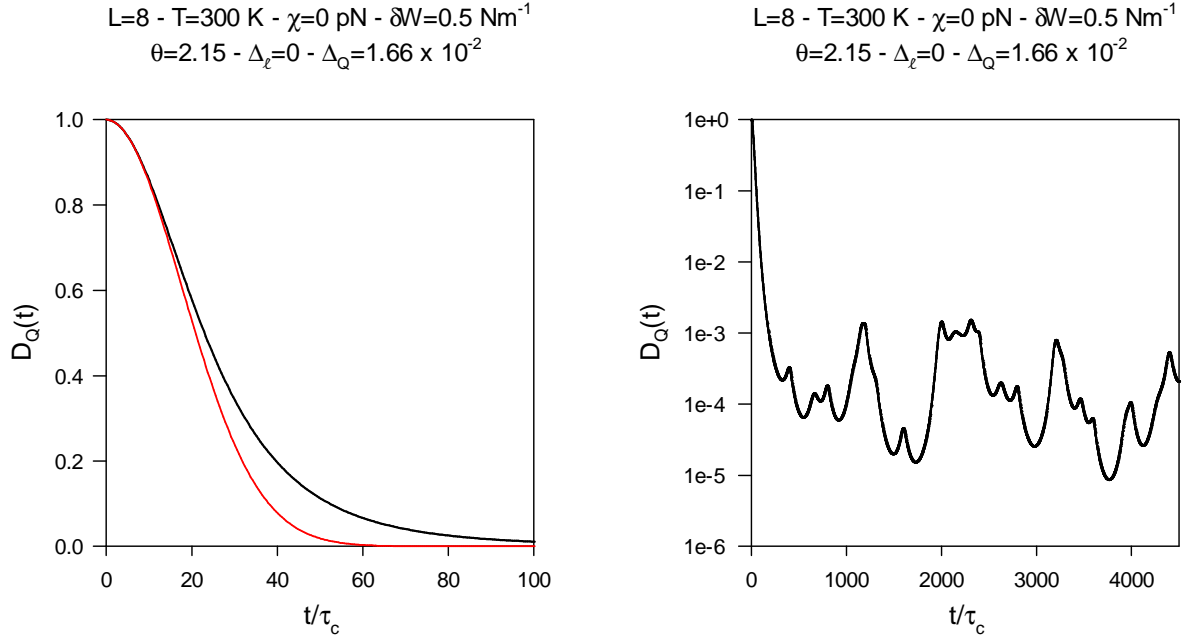 L=8 - T=300 K - χ=0 pN - δW=0.5 Nm⁻¹
θ=2.15 - Δℓ=0 - ΔQ=1.66 x 10⁻²
1.0
0.8
0.6
0.4
0.2
0.0
DQ(t)
0 20 40 60 80 100
t/τc
L=8 - T=300 K - χ=0 pN - δW=0.5 Nm⁻¹
θ=2.15 - Δℓ=0 - ΔQ=1.66 x 10⁻²
1e+0
1e-1
1e-2
1e-3
1e-4
1e-5
1e-6
DQ(t)
0 1000 2000 3000 4000
t/τc